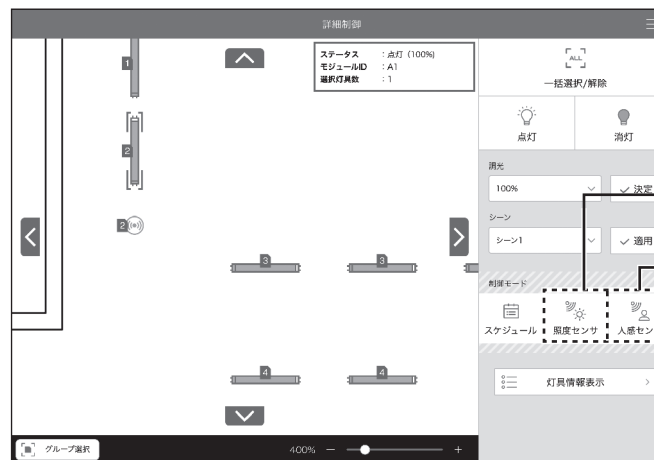 詳細制御
1
ステータス : 点灯 (100%)
モジュールID : A1
選択灯具数 : 1
ALL
一括選択/解除
点灯
消灯
2
調光
100%
決定
2
シーン
シーン1
適用
3
3
制御モード
スケジュール
照度センサ
人感セン
4
4
灯具情報表示
グループ選択
400%